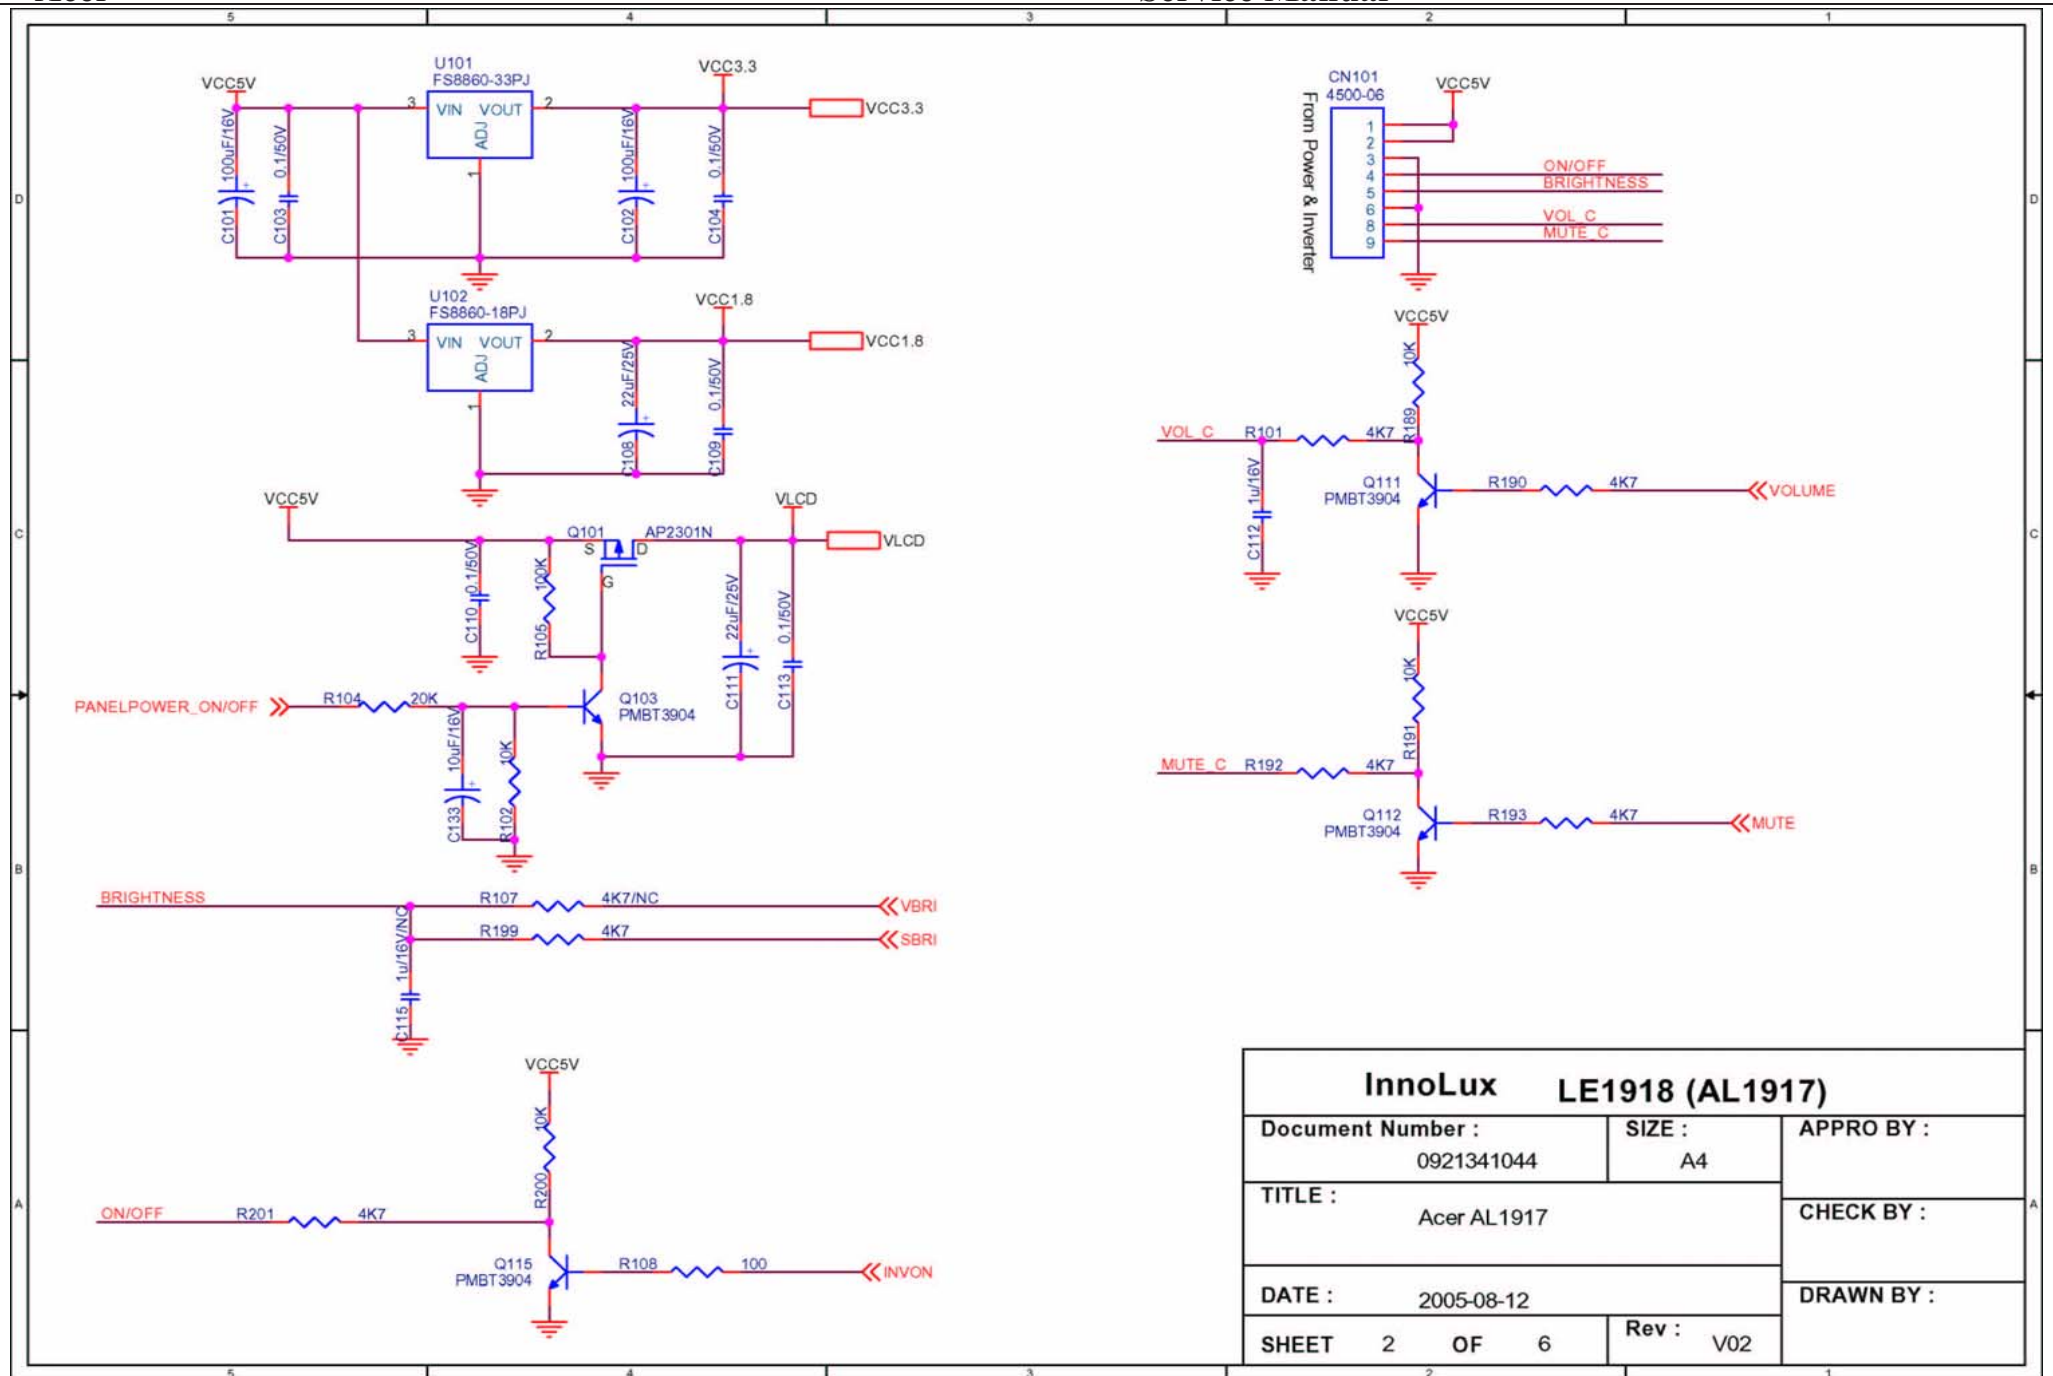 5 4 3 2 1
VCC5V
U101
FS8860-33PJ
VCC3.3
3 VIN VOUT 2
ADJ
1
VCC3.3
100uF/16V
C101
0.1/50V
C103
100uF/16V
C102
0.1/50V
C104
D
U102
FS8860-18PJ
VCC1.8
3 VIN VOUT 2
ADJ
1
VCC1.8
22uF/25V
C108
0.1/50V
C109
VCC5V
VLCD
Q101 AP2301N
S D
G
VLCD
C
0.1/50V
C110
100K
R105
22uF/25V
C111
0.1/50V
C113
PANELPOWER_ON/OFF
R104 20K
Q103
PMBT3904
10uF/16V
C133
10K
R102
B
BRIGHTNESS
R107 4K7/NC
VBRI
R199 4K7
SBRI
1u/16V/NC
C115
VCC5V
10K
R200
A
ON/OFF
R201 4K7
Q115
PMBT3904
R108 100
INVON
CN101
4500-06
VCC5V
From Power & Inverter
1
2
3
4 ON/OFF
5 BRIGHTNESS
6
8 VOL_C
9 MUTE_C
D
VCC5V
10K
R189
VOL_C R101 4K7
1u/16V
C112
Q111
PMBT3904
R190 4K7
VOLUME
C
VCC5V
10K
R191
MUTE_C R192 4K7
Q112
PMBT3904
R193 4K7
MUTE
B
InnoLux LE1918 (AL1917)
Document Number :
0921341044
SIZE :
A4
APPRO BY :
TITLE :
Acer AL1917
CHECK BY :
A
DATE : 2005-08-12
DRAWN BY :
SHEET 2 OF 6
Rev : V02
5 4 3 2 1